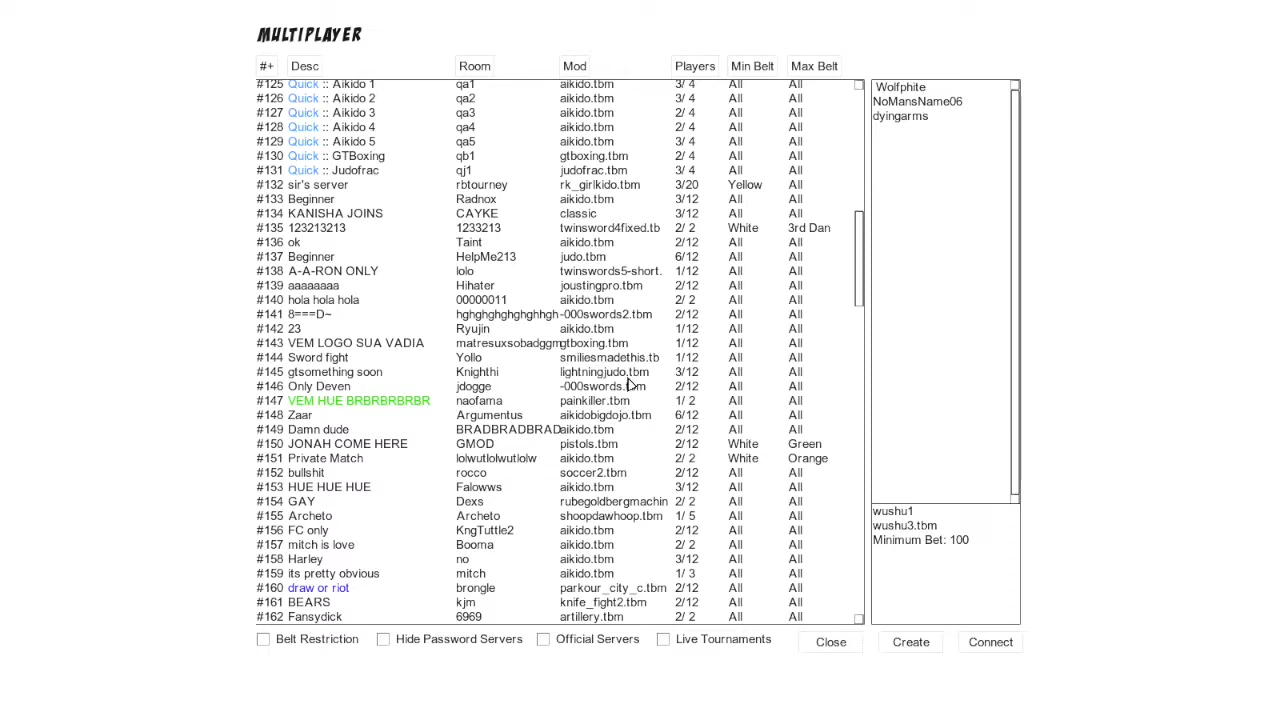 MULTIPLAYER
#+ Desc Room Mod Players Min Belt Max Belt
#125 Quick :: Aikido 1 qa1 aikido.tbm 3/ 4 All All
#126 Quick :: Aikido 2 qa2 aikido.tbm 3/ 4 All All
#127 Quick :: Aikido 3 qa3 aikido.tbm 2/ 4 All All
#128 Quick :: Aikido 4 qa4 aikido.tbm 2/ 4 All All
#129 Quick :: Aikido 5 qa5 aikido.tbm 3/ 4 All All
#130 Quick :: GTBoxing qb1 gtboxing.tbm 2/ 4 All All
#131 Quick :: Judofrac qj1 judofrac.tbm 3/ 4 All All
#132 sir's server rbtourney rk_girlkido.tbm 3/20 Yellow All
#133 Beginner Radnox aikido.tbm 3/12 All All
#134 KANISHA JOINS CAYKE classic 3/12 All All
#135 123213213 1233213 twinsword4fixed.tb 2/ 2 White 3rd Dan
#136 ok Taint aikido.tbm 2/12 All All
#137 Beginner HelpMe213 judo.tbm 6/12 All All
#138 A-A-RON ONLY lolo twinswords5-short. 1/12 All All
#139 aaaaaaaa Hihater joustingpro.tbm 2/12 All All
#140 hola hola hola 00000011 aikido.tbm 2/ 2 All All
#141 8===D~ hghghghghghghhgh -000swords2.tbm 2/12 All All
#142 23 Ryujin aikido.tbm 1/12 All All
#143 VEM LOGO SUA VADIA matresuxsobadggm gtboxing.tbm 1/12 All All
#144 Sword fight Yollo smiliesmadethis.tb 1/12 All All
#145 gtsomething soon Knighthi lightningjudo.tbm 3/12 All All
#146 Only Deven jdogge -000swords.tbm 2/12 All All
#147 VEM HUE BRBRBRBRBR naofama painkiller.tbm 1/ 2 All All
#148 Zaar Argumentus aikidobigdojo.tbm 6/12 All All
#149 Damn dude BRADBRADBRAD aikido.tbm 2/12 All All
#150 JONAH COME HERE GMOD pistols.tbm 2/12 White Green
#151 Private Match lolwutlolwutlolw aikido.tbm 2/ 2 White Orange
#152 bullshit rocco soccer2.tbm 2/12 All All
#153 HUE HUE HUE Falowws aikido.tbm 3/12 All All
#154 GAY Dexs rubegoldbergmachin 2/ 2 All All
#155 Archeto Archeto shoopdawhoop.tbm 1/ 5 All All
#156 FC only KngTuttle2 aikido.tbm 2/12 All All
#157 mitch is love Booma aikido.tbm 2/ 2 All All
#158 Harley no aikido.tbm 3/12 All All
#159 its pretty obvious mitch aikido.tbm 1/ 3 All All
#160 draw or riot brongle parkour_city_c.tbm 2/12 All All
#161 BEARS kjm knife_fight2.tbm 2/12 All All
#162 Fansydick 6969 artillery.tbm 2/ 2 All All
Wolfphite
NoMansName06
dyingarms
wushu1
wushu3.tbm
Minimum Bet: 100
Belt Restriction Hide Password Servers Official Servers Live Tournaments Close Create Connect